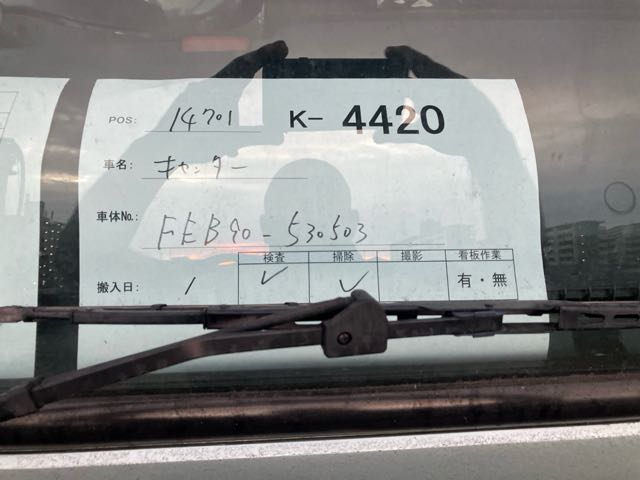 POS: 14701 K- 4420
車名: キャンター
車体No.: FEB90-530503
検査 掃除 撮影 看板作業
搬入日: 1 ✓ ✓ 有・無